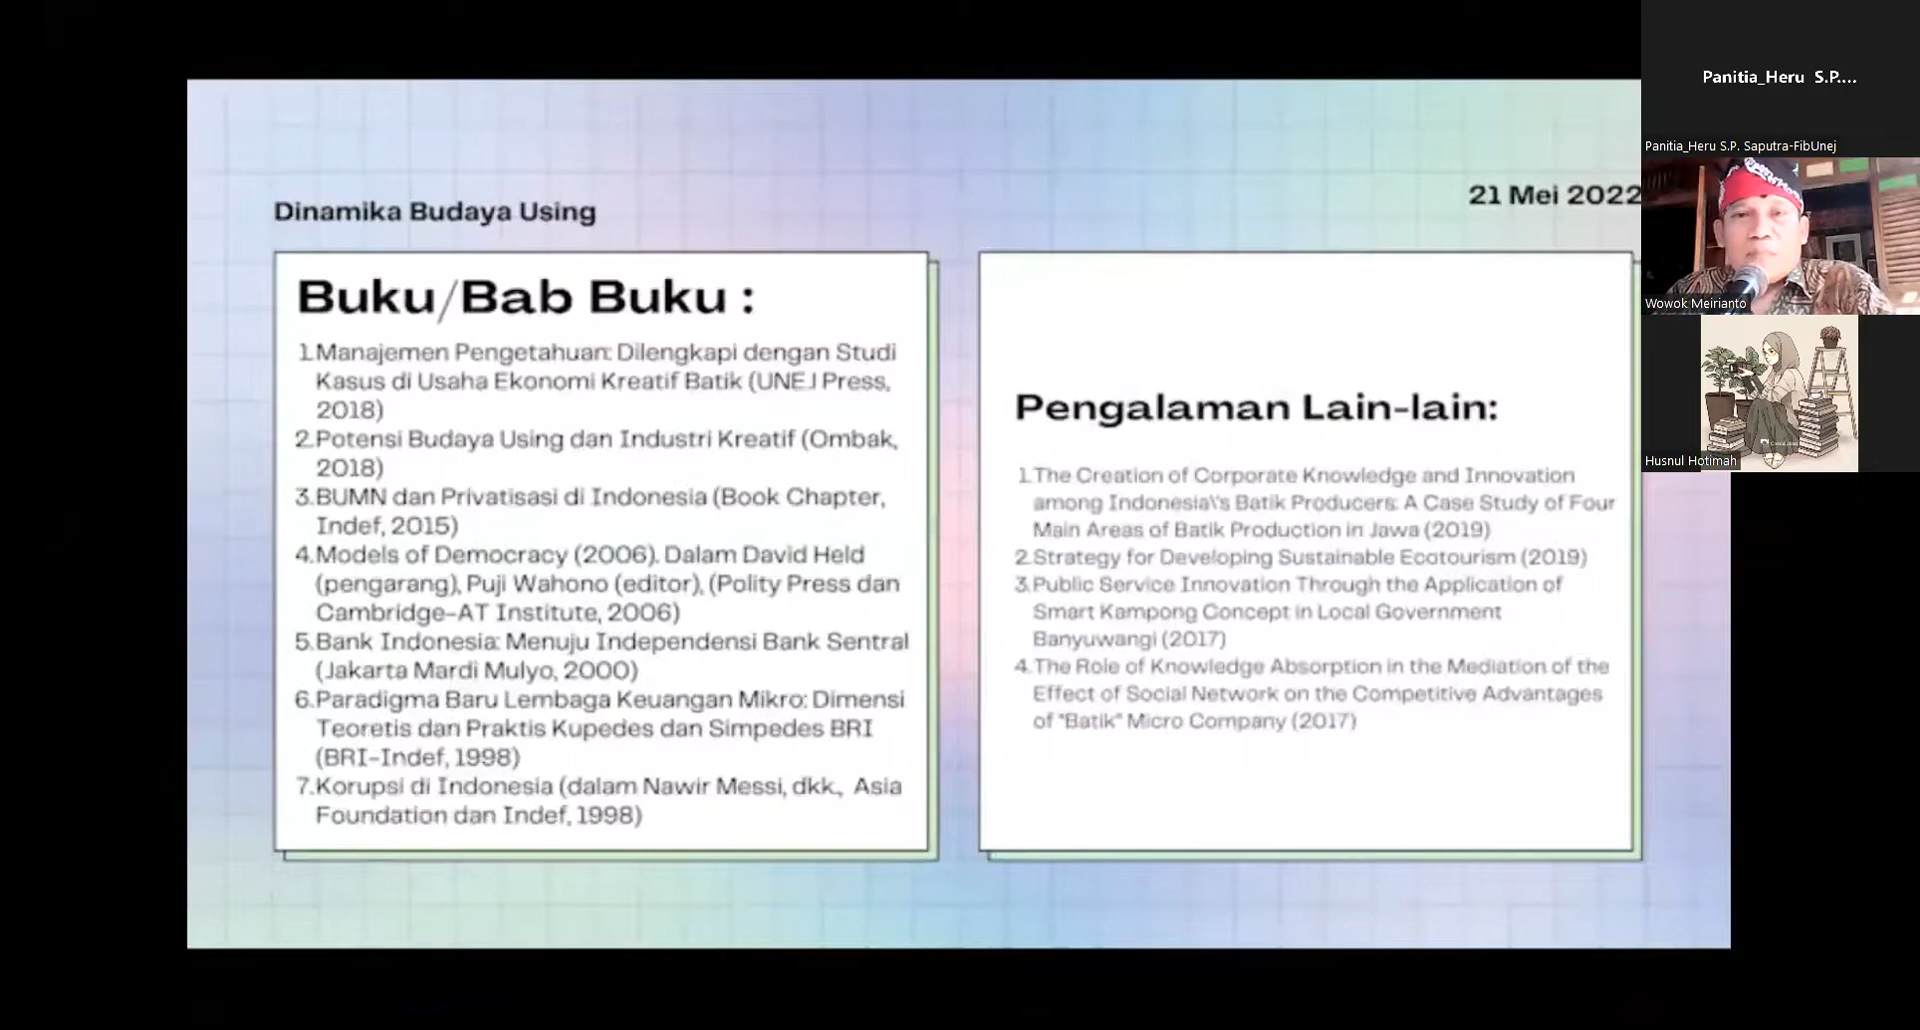 Dinamika Budaya Using
21 Mei 2022
Buku/Bab Buku :
1.Manajemen Pengetahuan: Dilengkapi dengan Studi
Kasus di Usaha Ekonomi Kreatif Batik (UNEJ Press,
2018)
2.Potensi Budaya Using dan Industri Kreatif (Ombak,
2018)
3.BUMN dan Privatisasi di Indonesia (Book Chapter,
Indef, 2015)
4.Models of Democracy (2006). Dalam David Held
(pengarang), Puji Wahono (editor), (Polity Press dan
Cambridge-AT Institute, 2006)
5.Bank Indonesia: Menuju Independensi Bank Sentral
(Jakarta Mardi Mulyo, 2000)
6.Paradigma Baru Lembaga Keuangan Mikro: Dimensi
Teoretis dan Praktis Kupedes dan Simpedes BRI
(BRI-Indef, 1998)
7.Korupsi di Indonesia (dalam Nawir Messi, dkk., Asia
Foundation dan Indef, 1998)
Pengalaman Lain-lain:
1.The Creation of Corporate Knowledge and Innovation
among Indonesia\'s Batik Producers: A Case Study of Four
Main Areas of Batik Production in Jawa (2019)
2.Strategy for Developing Sustainable Ecotourism (2019)
3.Public Service Innovation Through the Application of
Smart Kampong Concept in Local Government
Banyuwangi (2017)
4.The Role of Knowledge Absorption in the Mediation of the
Effect of Social Network on the Competitive Advantages
of "Batik" Micro Company (2017)
Panitia_Heru S.P....
Panitia_Heru S.P. Saputra-FibUnej
Wowok Meirianto
Husnul Hotimah